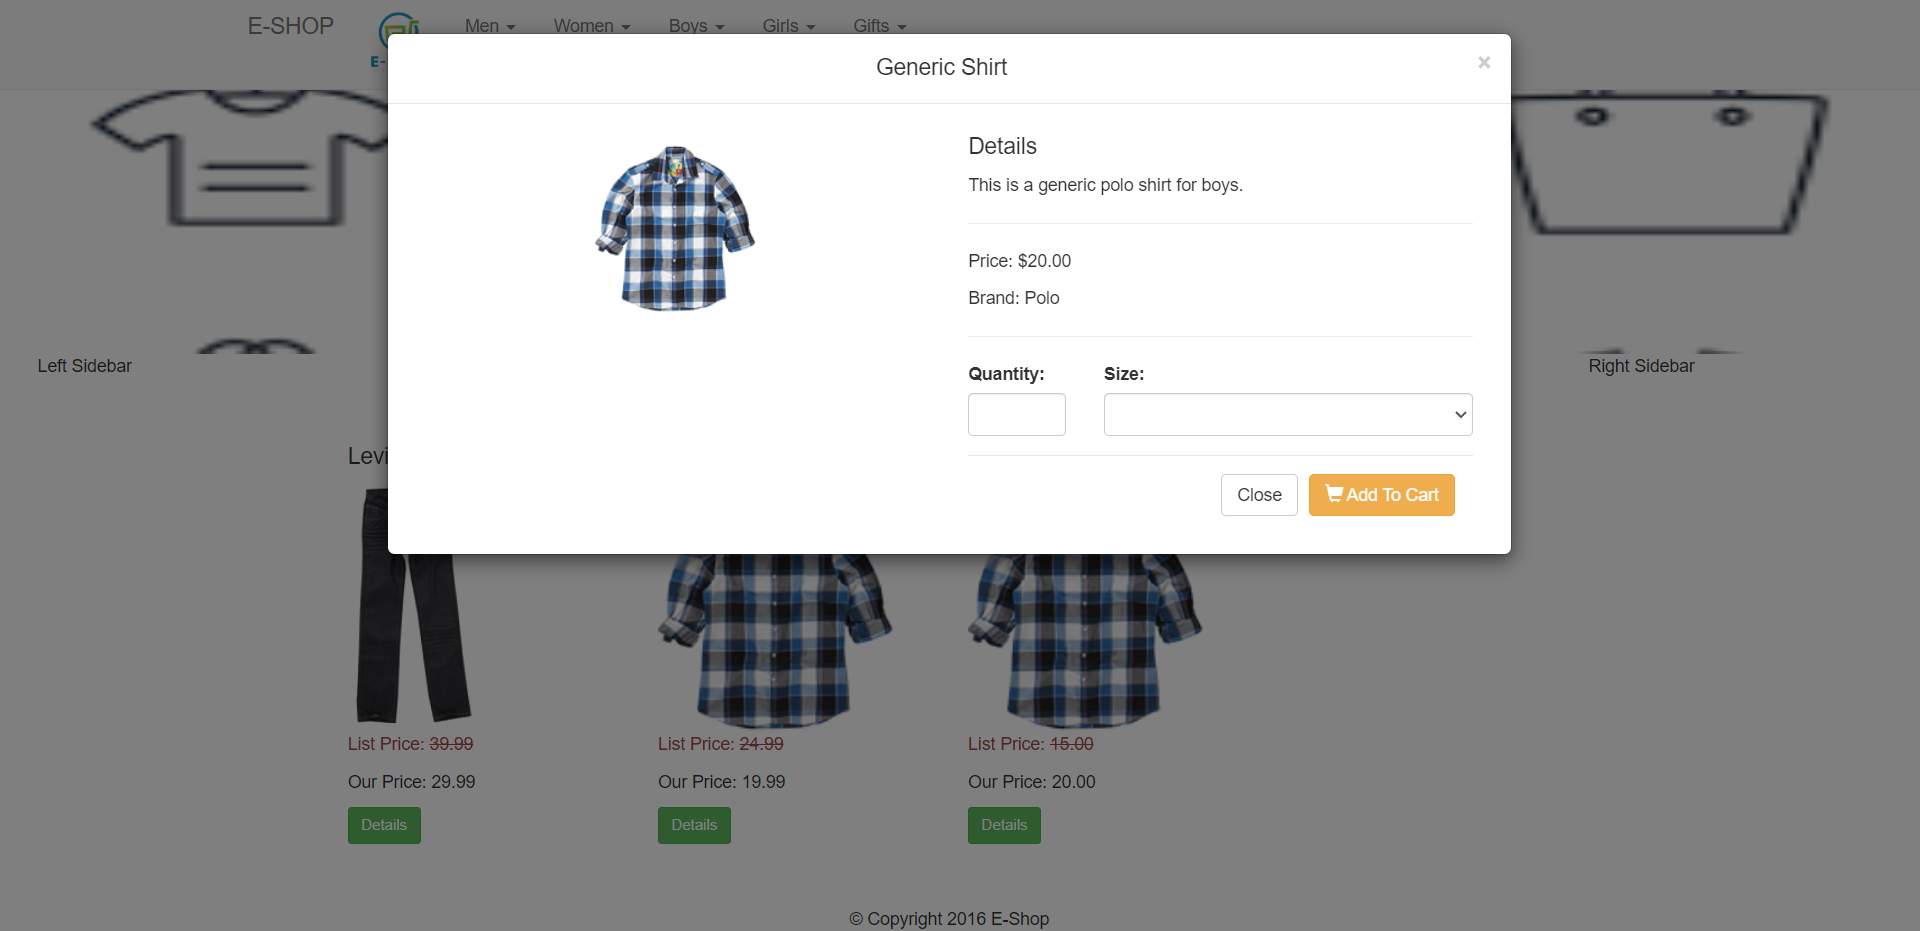 E-SHOP
Men
Women
Boys
Girls
Gifts
E-
Generic Shirt
×
Details
This is a generic polo shirt for boys.
Price: $20.00
Brand: Polo
Quantity:
Size:
Close
Add To Cart
Left Sidebar
Right Sidebar
Levi
List Price: 39.99
Our Price: 29.99
Details
List Price: 24.99
Our Price: 19.99
Details
List Price: 15.00
Our Price: 20.00
Details
© Copyright 2016 E-Shop